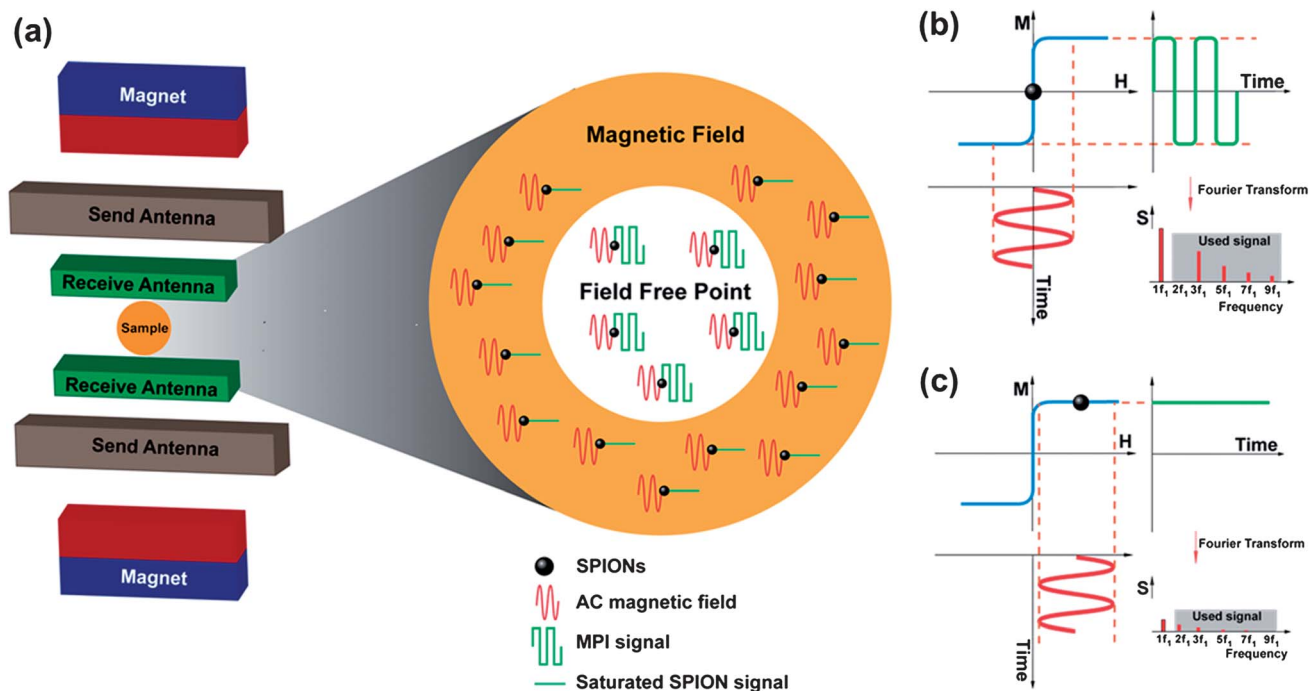 (a)
Magnet
Send Antenna
Receive Antenna
Sample
Receive Antenna
Send Antenna
Magnet
Magnetic Field
Field Free Point
SPIONs
AC magnetic field
MPI signal
Saturated SPION signal
(b)
M
H
Time
Time
Fourier Transform
S
Used signal
1f₁ 2f₁ 3f₁ 5f₁ 7f₁ 9f₁
Frequency
(c)
M
H
Time
Time
Fourier Transform
S
Used signal
1f₁ 2f₁ 3f₁ 5f₁ 7f₁ 9f₁
Frequency